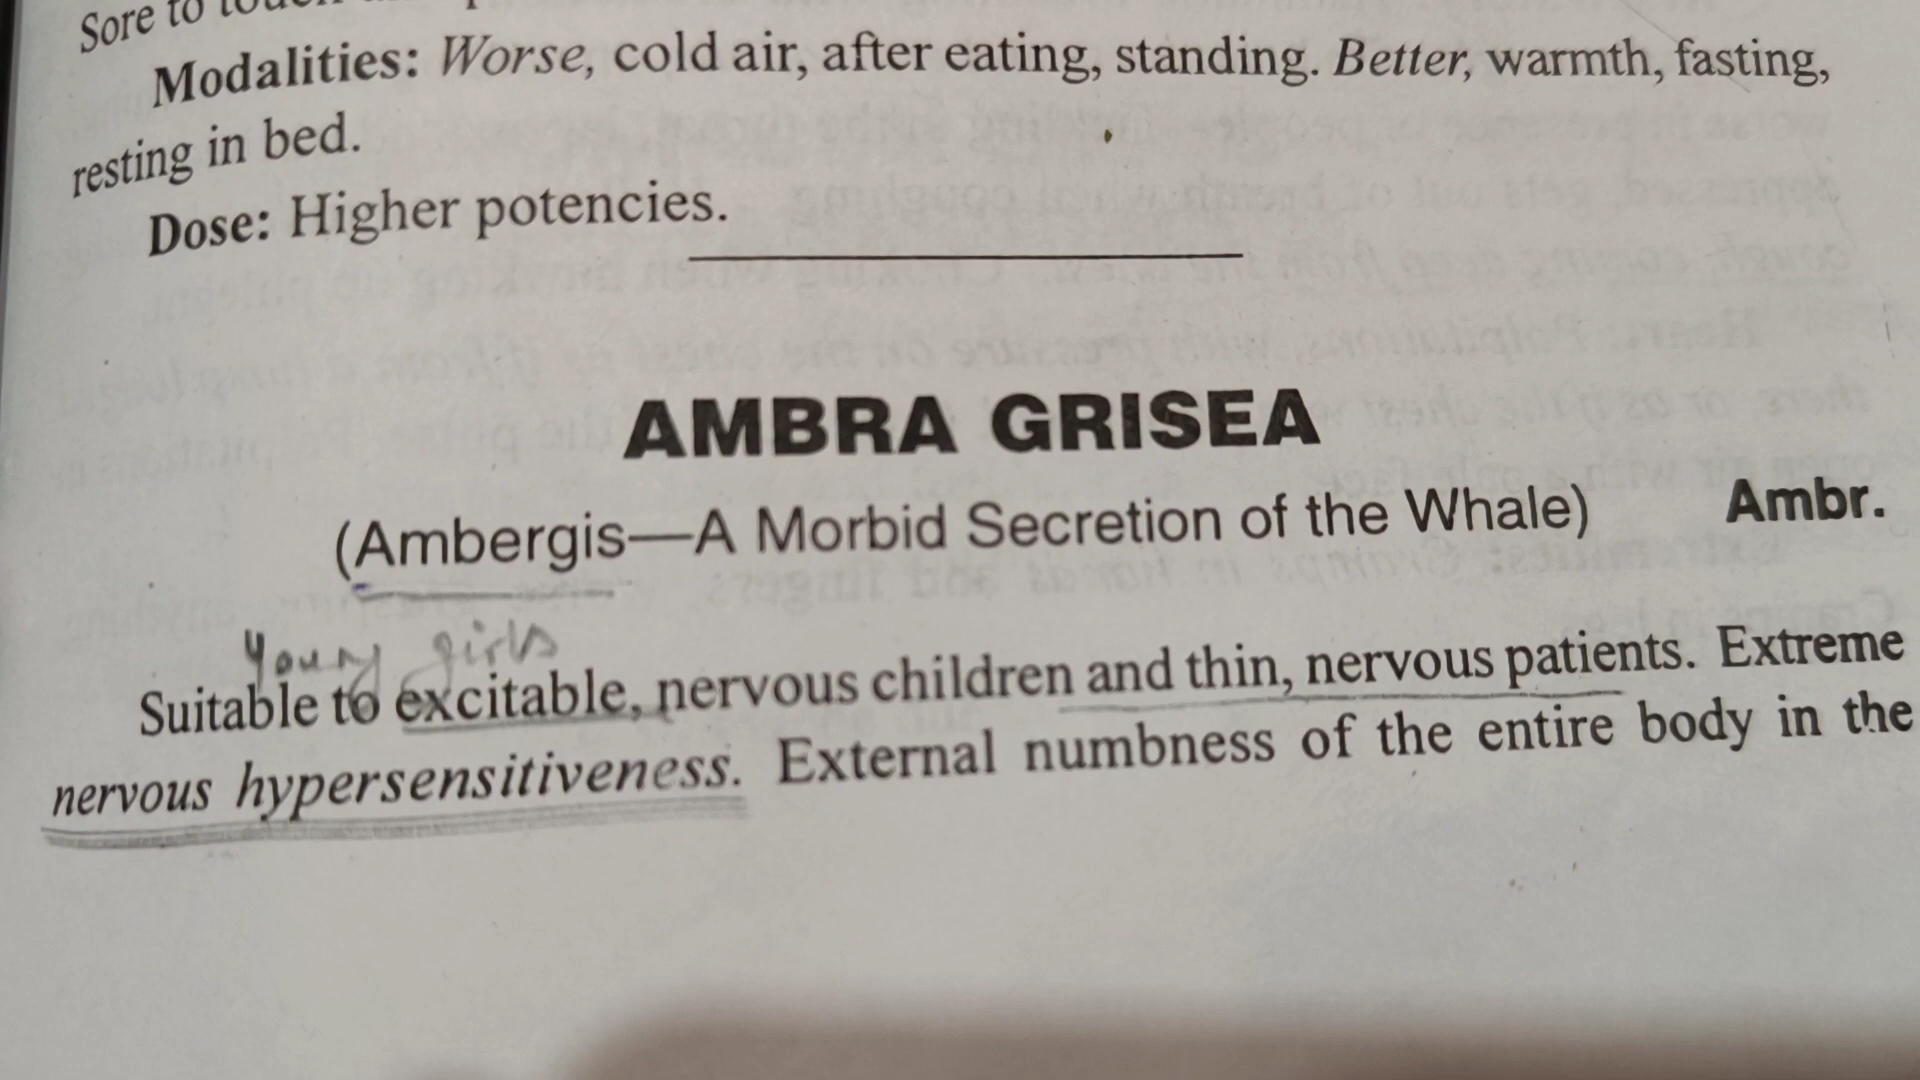 Sore to touch
Modalities: Worse, cold air, after eating, standing. Better, warmth, fasting,
resting in bed.
Dose: Higher potencies.
AMBRA GRISEA
(Ambergis—A Morbid Secretion of the Whale) Ambr.
Young girls
Suitable to excitable, nervous children and thin, nervous patients. Extreme
nervous hypersensitiveness. External numbness of the entire body in the